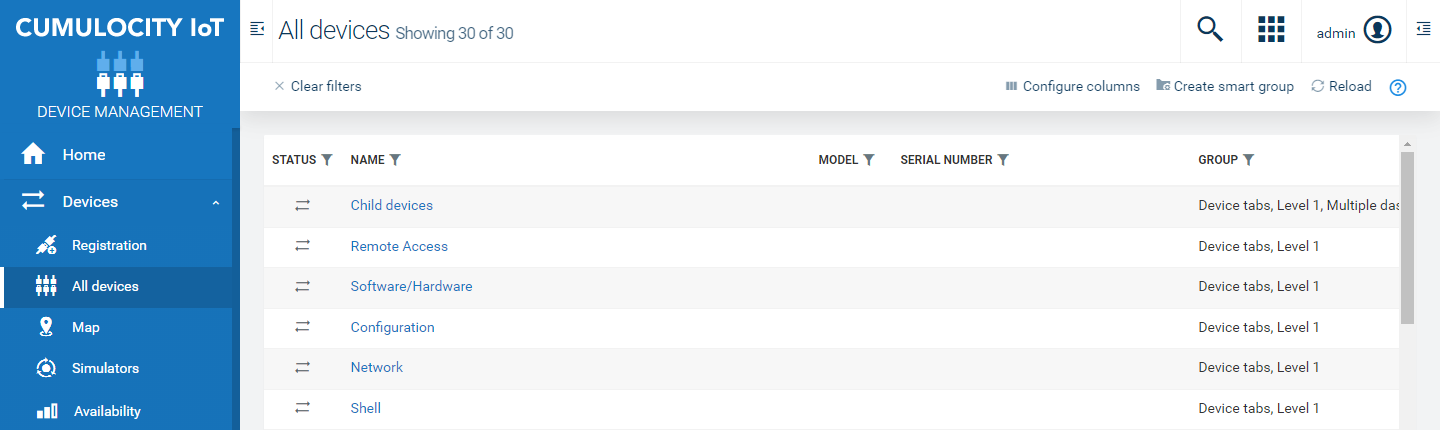 CUMULOCITY IoT
DEVICE MANAGEMENT
Home
Devices
Registration
All devices
Map
Simulators
Availability
All devices Showing 30 of 30
admin
Clear filters
Configure columns
Create smart group
Reload
?
STATUS NAME MODEL SERIAL NUMBER GROUP
Child devices Device tabs, Level 1, Multiple das
Remote Access Device tabs, Level 1
Software/Hardware Device tabs, Level 1
Configuration Device tabs, Level 1
Network Device tabs, Level 1
Shell Device tabs, Level 1